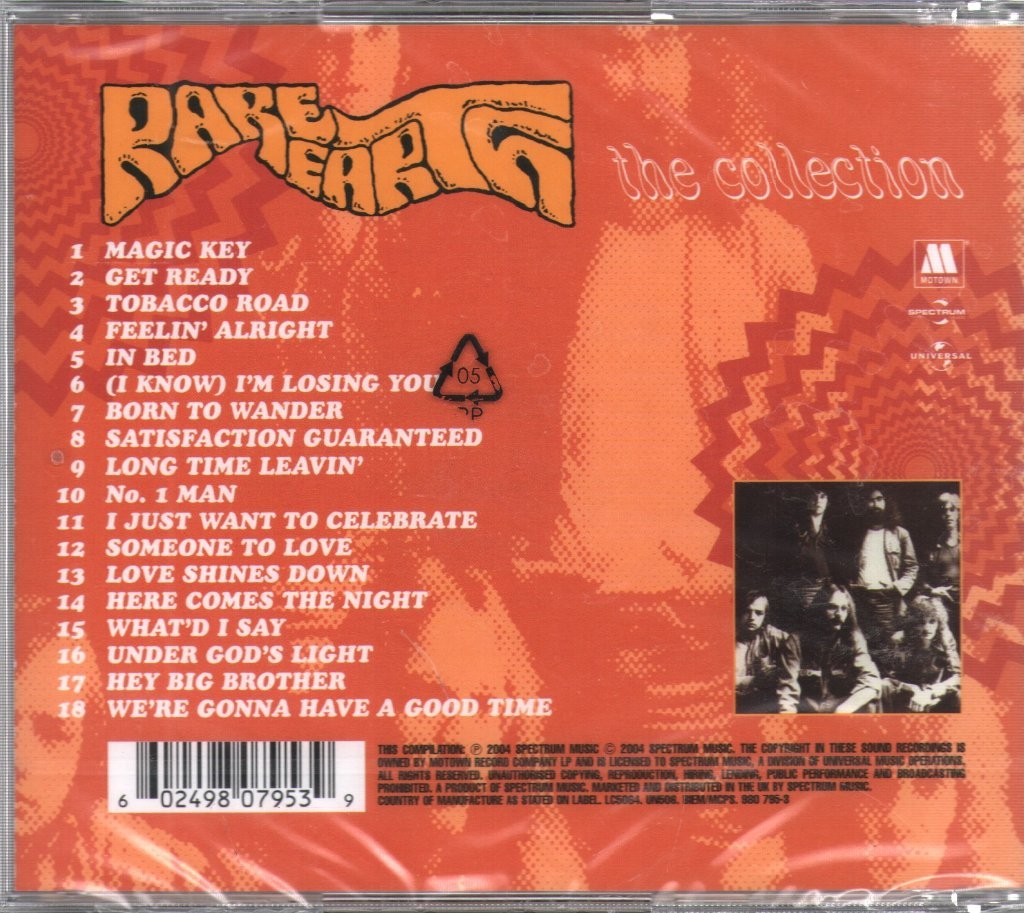 RARE EARTH
the collection
1 MAGIC KEY
2 GET READY
3 TOBACCO ROAD
4 FEELIN' ALRIGHT
5 IN BED
6 (I KNOW) I'M LOSING YOU
7 BORN TO WANDER
8 SATISFACTION GUARANTEED
9 LONG TIME LEAVIN'
10 No. 1 MAN
11 I JUST WANT TO CELEBRATE
12 SOMEONE TO LOVE
13 LOVE SHINES DOWN
14 HERE COMES THE NIGHT
15 WHAT'D I SAY
16 UNDER GOD'S LIGHT
17 HEY BIG BROTHER
18 WE'RE GONNA HAVE A GOOD TIME
M
MOTOWN
SPECTRUM
UNIVERSAL
05
PP
6 02498 07953 9
THIS COMPILATION: ℗ 2004 SPECTRUM MUSIC © 2004 SPECTRUM MUSIC. THE COPYRIGHT IN THESE SOUND RECORDINGS IS
OWNED BY MOTOWN RECORD COMPANY LP AND IS LICENSED TO SPECTRUM MUSIC, A DIVISION OF UNIVERSAL MUSIC OPERATIONS.
ALL RIGHTS RESERVED. UNAUTHORISED COPYING, REPRODUCTION, HIRING, LENDING, PUBLIC PERFORMANCE AND BROADCASTING
PROHIBITED. A PRODUCT OF SPECTRUM MUSIC. MARKETED AND DISTRIBUTED IN THE UK BY SPECTRUM MUSIC.
COUNTRY OF MANUFACTURE AS STATED ON LABEL. LC5064. UN506. BIEM/MCPS. 980 795-3